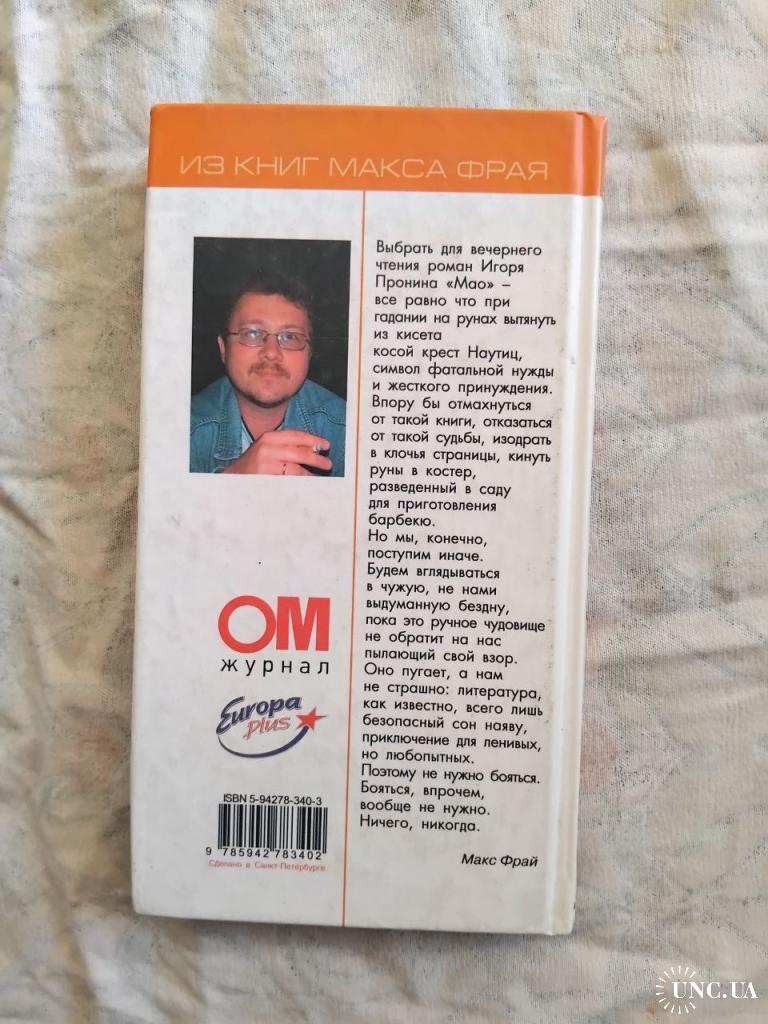 ИЗ КНИГ МАКСА ФРАЯ
Выбрать для вечернего
чтения роман Игоря
Пронина «Мао» –
все равно что при
гадании на рунах вытянуть
из кисета
косой крест Наутиц,
символ фатальной нужды
и жесткого принуждения.
Впору бы отмахнуться
от такой книги, отказаться
от такой судьбы, изодрать
в клочья страницы, кинуть
руны в костер,
разведенный в саду
для приготовления
барбекю.
Но мы, конечно,
поступим иначе.
Будем вглядываться
в чужую, не нами
выдуманную бездну,
пока это ручное чудовище
не обратит на нас
пылающий свой взор.
Оно пугает, а нам
не страшно: литература,
как известно, всего лишь
безопасный сон наяву,
приключение для ленивых,
но любопытных.
Поэтому не нужно бояться.
Бояться, впрочем,
вообще не нужно.
Ничего, никогда.
Макс Фрай
ОМ
журнал
Europa
plus
ISBN 5-94278-340-3
9 785942 783402
Сделано в Санкт-Петербурге
UNC.UA